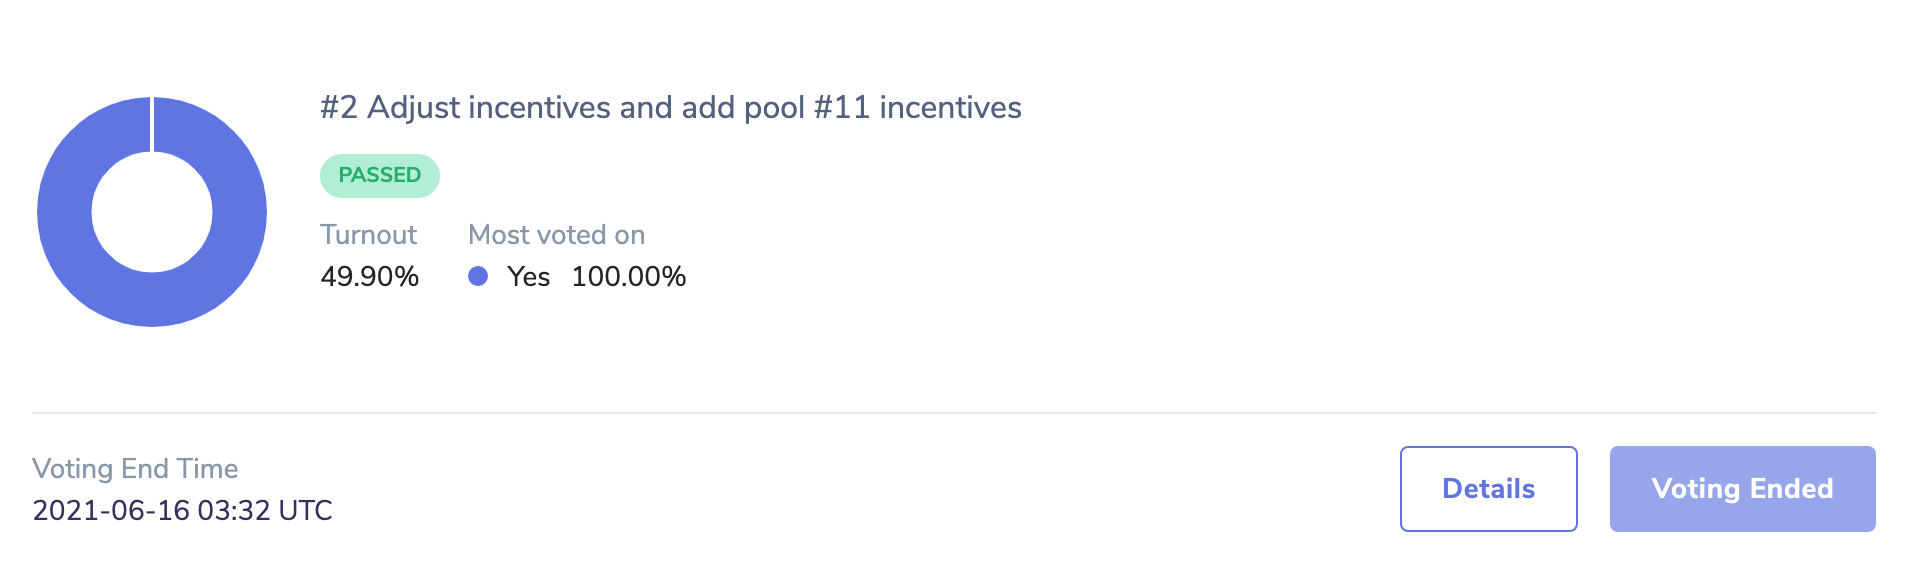 #2 Adjust incentives and add pool #11 incentives
PASSED
Turnout Most voted on
49.90% Yes 100.00%
Voting End Time
2021-06-16 03:32 UTC
Details Voting Ended